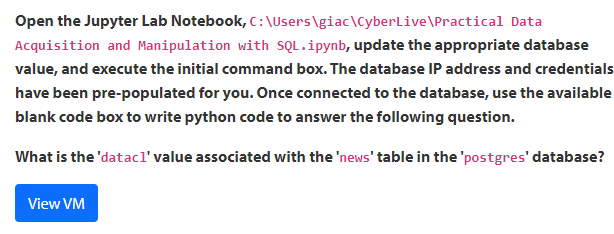 Open the Jupyter Lab Notebook, C:\Users\giac\CyberLive\Practical Data
Acquisition and Manipulation with SQL.ipynb, update the appropriate database
value, and execute the initial command box. The database IP address and credentials
have been pre-populated for you. Once connected to the database, use the available
blank code box to write python code to answer the following question.
What is the 'datacl' value associated with the 'news' table in the 'postgres' database?
View VM